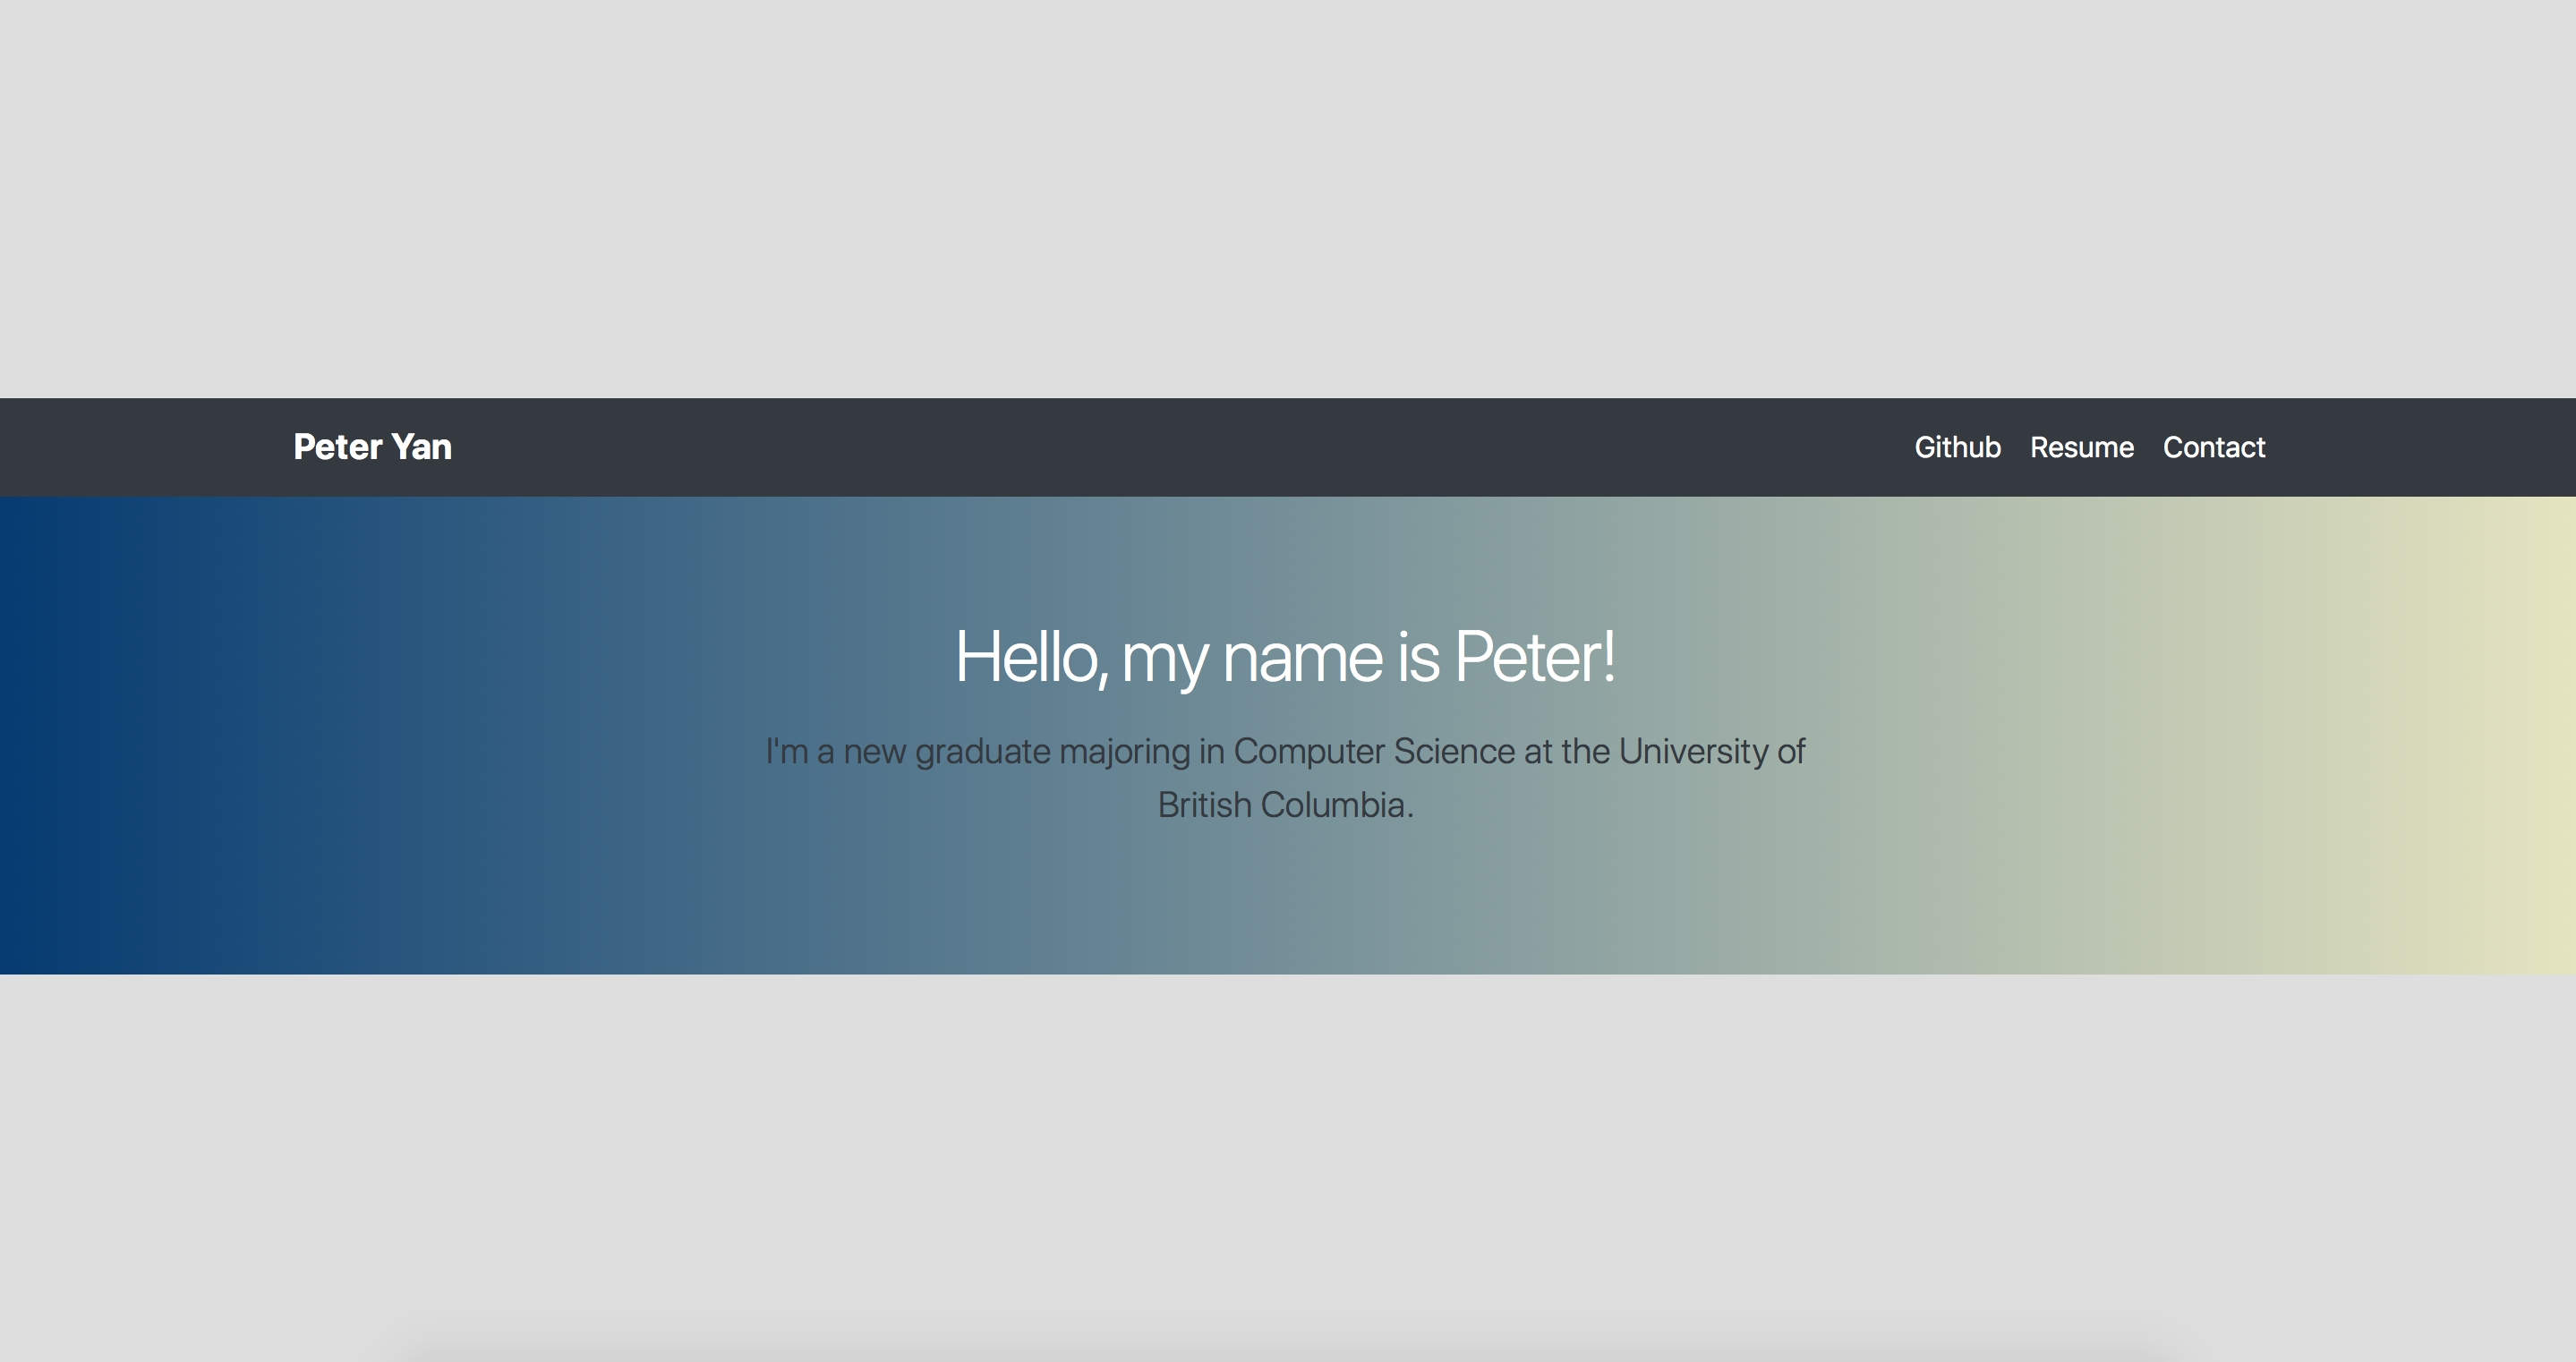 Peter Yan
Github Resume Contact
Hello, my name is Peter!
I'm a new graduate majoring in Computer Science at the University of
British Columbia.